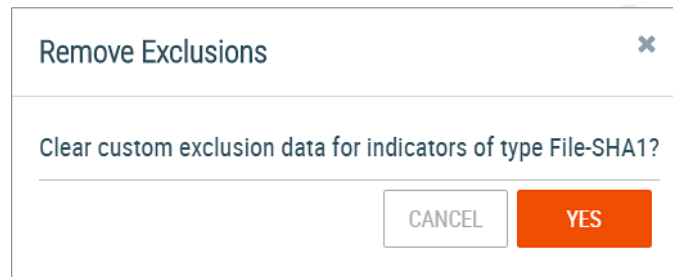 Remove Exclusions
Clear custom exclusion data for indicators of type File-SHA1?
CANCEL YES